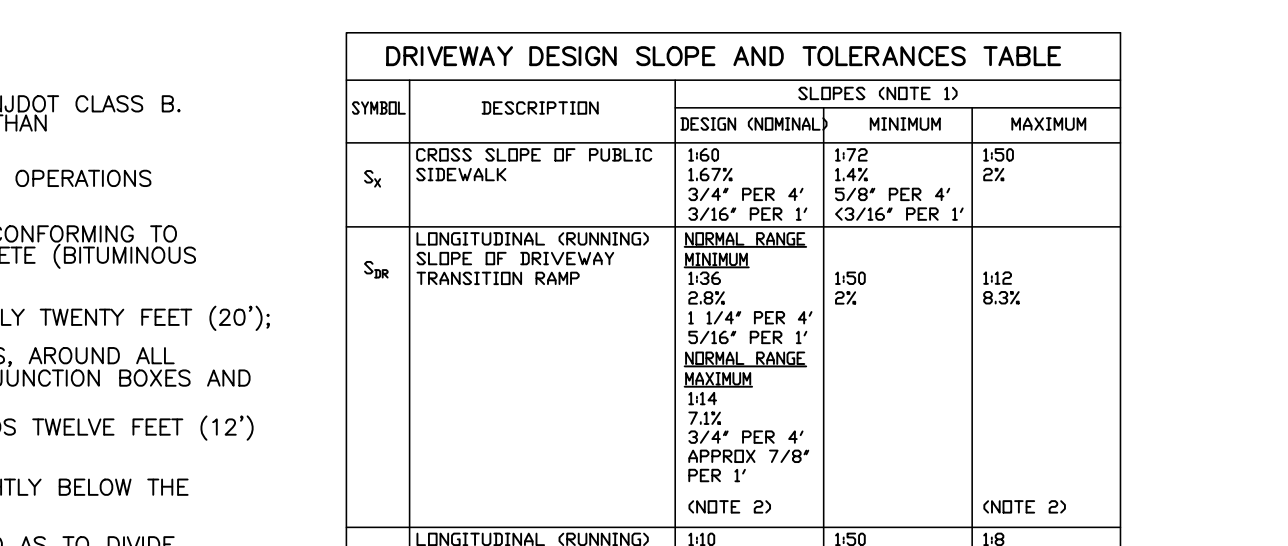 NJDOT CLASS B.
THAN
OPERATIONS
CONFORMING TO
(BITUMINOUS
TWENTY FEET (20');
AROUND ALL
JUNCTION BOXES AND
TWELVE FEET (12')
BELOW THE
AS TO DIVIDE
DRIVEWAY DESIGN SLOPE AND TOLERANCES TABLE
SYMBOL
DESCRIPTION
SLOPES (NOTE 1)
DESIGN (NOMINAL)
MINIMUM
MAXIMUM
SX
CROSS SLOPE OF PUBLIC
SIDEWALK
1:60
1.67%
3/4" PER 4'
3/16" PER 1'
1:72
1.4%
5/8" PER 4'
<3/16" PER 1'
1:50
2%
SDR
LONGITUDINAL (RUNNING)
SLOPE OF DRIVEWAY
TRANSITION RAMP
NORMAL RANGE
MINIMUM
1:36
2.8%
1 1/4" PER 4'
5/16" PER 1'
NORMAL RANGE
MAXIMUM
1:14
7.1%
3/4" PER 4'
APPROX 7/8"
PER 1'
(NOTE 2)
1:50
2%
1:12
8.3%
(NOTE 2)
LONGITUDINAL (RUNNING)
1:10
1:50
1:8